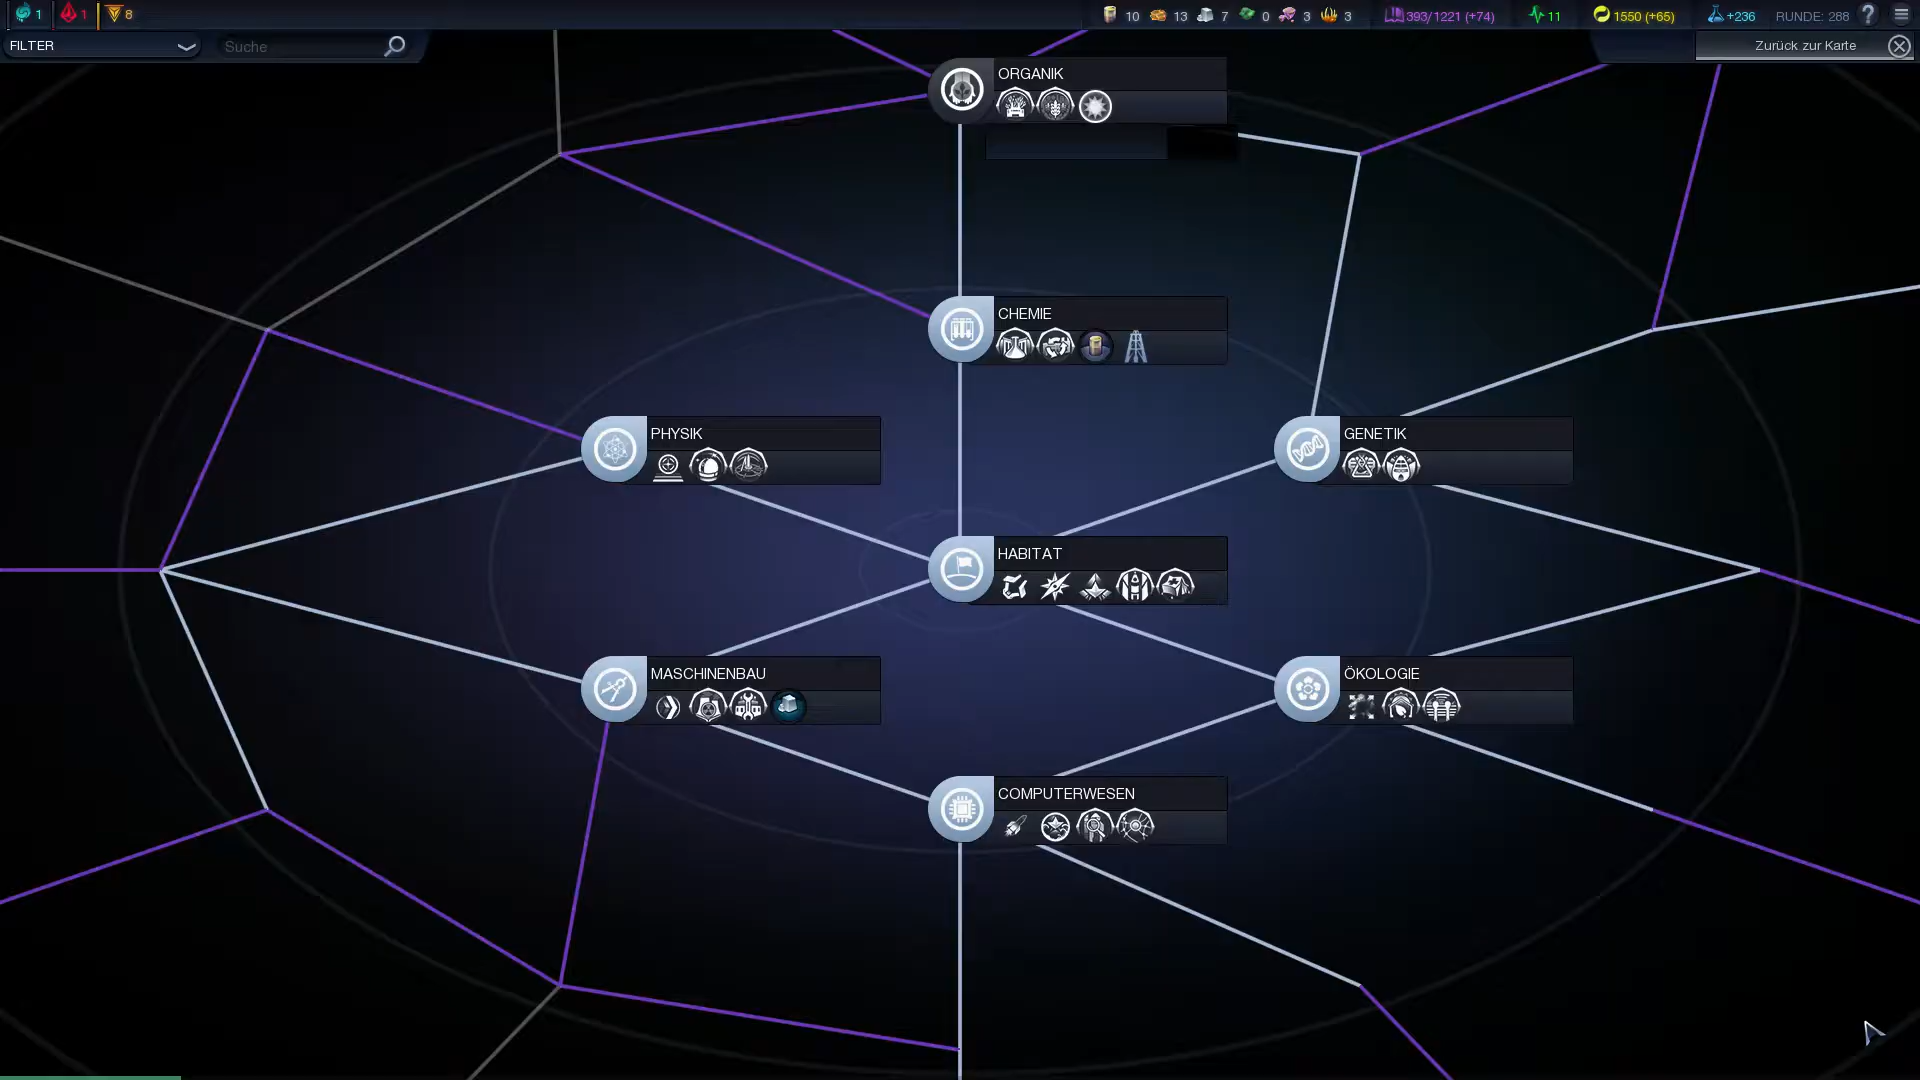 1 1 8 10 13 7 0 3 3 393/1221 (+74) 11 1550 (+65) +236 RUNDE: 288 ?
FILTER Suche Zurück zur Karte
ORGANIK
CHEMIE
PHYSIK
GENETIK
HABITAT
MASCHINENBAU
ÖKOLOGIE
COMPUTERWESEN